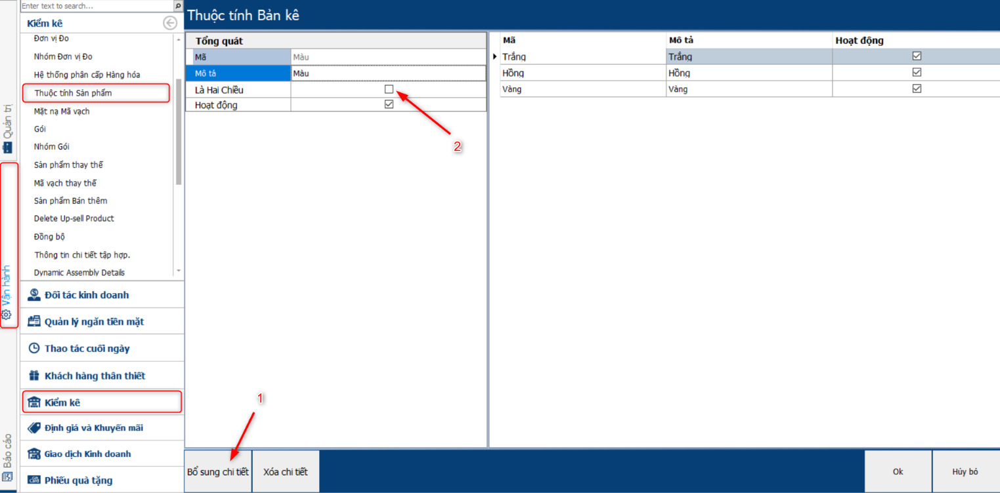 Enter text to search...
Kiểm kê
Đơn vị Đo
Nhóm Đơn vị Đo
Hệ thống phân cấp Hàng hóa
Thuộc tính Sản phẩm
Mặt nạ Mã vạch
Gói
Nhóm Gói
Sản phẩm thay thế
Mã vạch thay thế
Sản phẩm Bán thêm
Delete Up-sell Product
Đồng bộ
Thông tin chi tiết tập hợp.
Dynamic Assembly Details
Đối tác kinh doanh
Quản lý ngăn tiền mặt
Thao tác cuối ngày
Khách hàng thân thiết
Kiểm kê
Định giá và Khuyến mãi
Giao dịch Kinh doanh
Phiếu quà tặng
Quản trị
Vận hành
Báo cáo
Thuộc tính Bản kê
Tổng quát
Mã Màu
Mô tả Màu
Là Hai Chiều
Hoạt động
2
1
Mã Mô tả Hoạt động
Trắng Trắng
Hồng Hồng
Vàng Vàng
Bổ sung chi tiết
Xóa chi tiết
Ok
Hủy bỏ